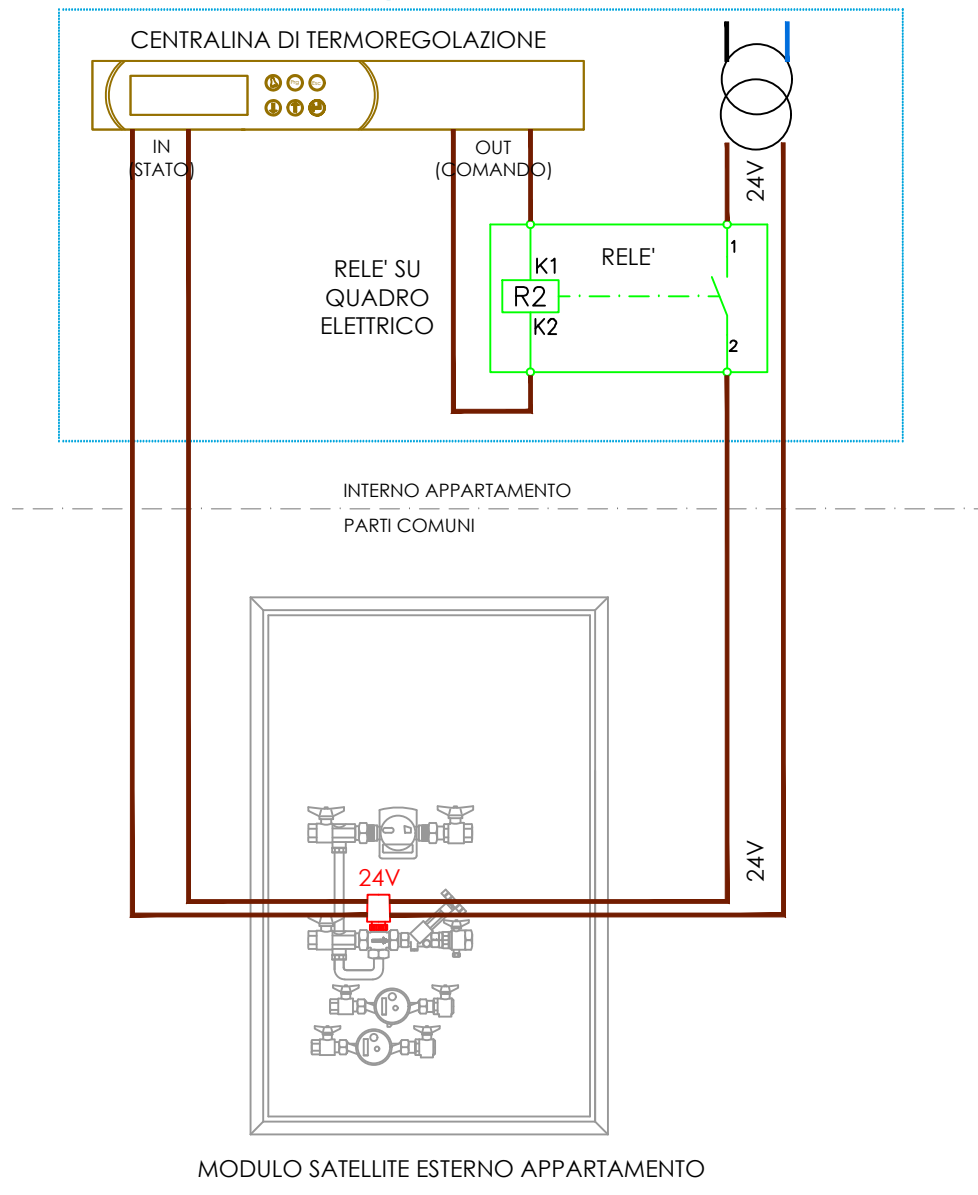 CENTRALINA DI TERMOREGOLAZIONE
IN
(STATO)
OUT
(COMANDO)
24V
RELE' SU
QUADRO
ELETTRICO
K1
R2
K2
RELE'
1
2
INTERNO APPARTAMENTO
PARTI COMUNI
24V
24V
MODULO SATELLITE ESTERNO APPARTAMENTO